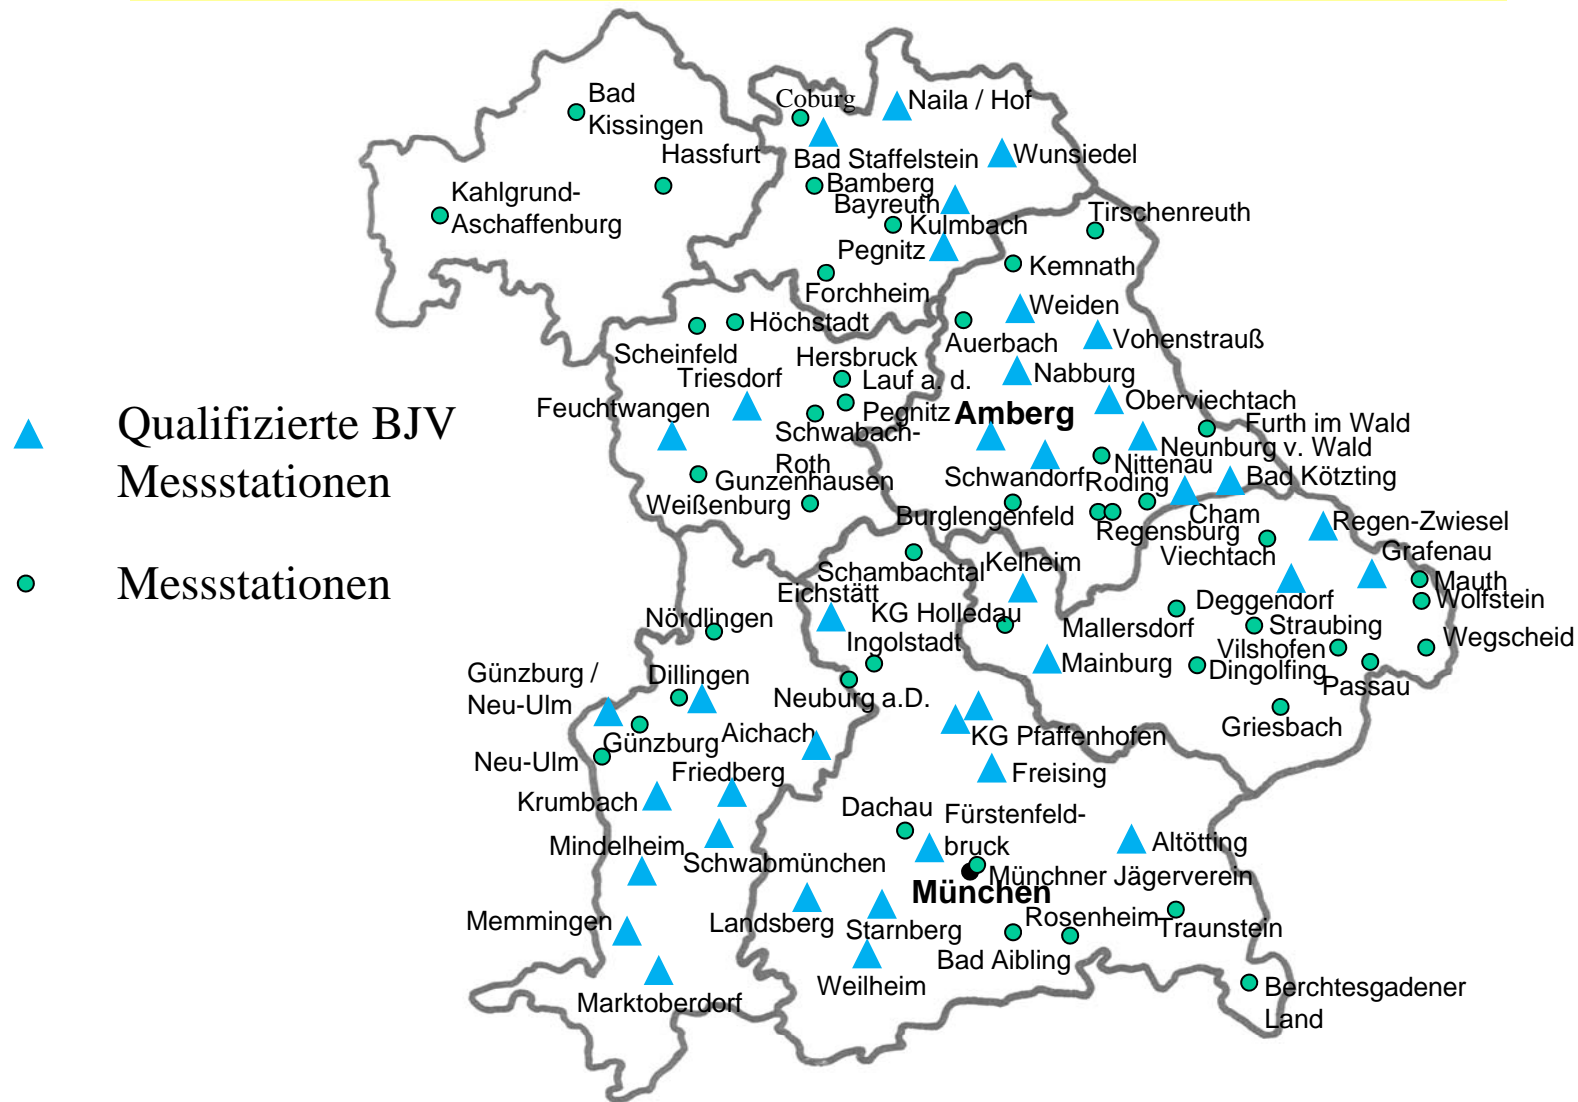 Bad
Kissingen
Coburg
Naila / Hof
Hassfurt
Bad Staffelstein
Wunsiedel
Kahlgrund-
Aschaffenburg
Bamberg
Bayreuth
Kulmbach
Tirschenreuth
Pegnitz
Kemnath
Forchheim
Weiden
Höchstadt
Scheinfeld
Auerbach
Vohenstrauß
Hersbruck
Triesdorf
Lauf a. d.
Pegnitz
Nabburg
Feuchtwangen
Amberg
Oberviechtach
Furth im Wald
Schwabach-
Roth
Neunburg v. Wald
Nittenau
Qualifizierte BJV
Messstationen
Gunzenhausen
Schwandorf
Roding
Bad Kötzting
Weißenburg
Burglengenfeld
Regensburg
Cham
Regen-Zwiesel
Viechtach
Grafenau
Schambachtal
Kelheim
Mauth
Messstationen
Eichstätt
Wolfstein
Nördlingen
KG Holledau
Deggendorf
Mallersdorf
Straubing
Ingolstadt
Vilshofen
Wegscheid
Günzburg /
Neu-Ulm
Dillingen
Mainburg
Dingolfing
Passau
Neuburg a.D.
Griesbach
Günzburg
Aichach
KG Pfaffenhofen
Neu-Ulm
Friedberg
Freising
Krumbach
Dachau
Fürstenfeld-
bruck
Mindelheim
Schwabmünchen
Altötting
Münchner Jägerverein
München
Memmingen
Landsberg
Starnberg
Rosenheim
Traunstein
Bad Aibling
Weilheim
Marktoberdorf
Berchtesgadener
Land